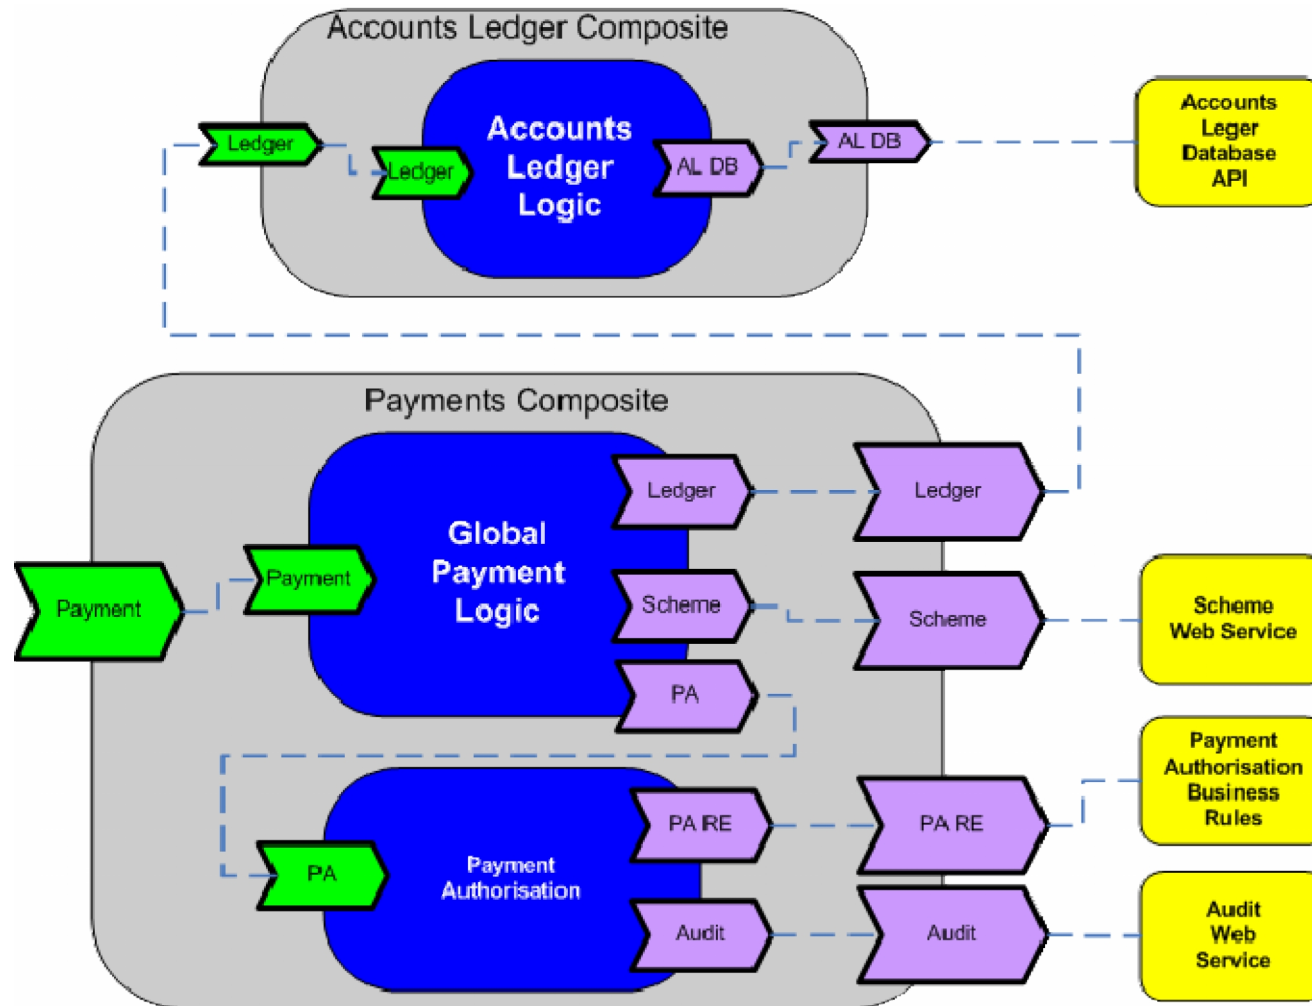 Accounts Ledger Composite
Ledger
Ledger
Accounts
Ledger
Logic
AL DB
AL DB
Accounts
Leger
Database
API
Payments Composite
Payment
Payment
Global
Payment
Logic
Ledger
Ledger
Scheme
Scheme
Scheme
Web Service
PA
PA
Payment
Authorisation
PA RE
PA RE
Payment
Authorisation
Business
Rules
Audit
Audit
Audit
Web
Service